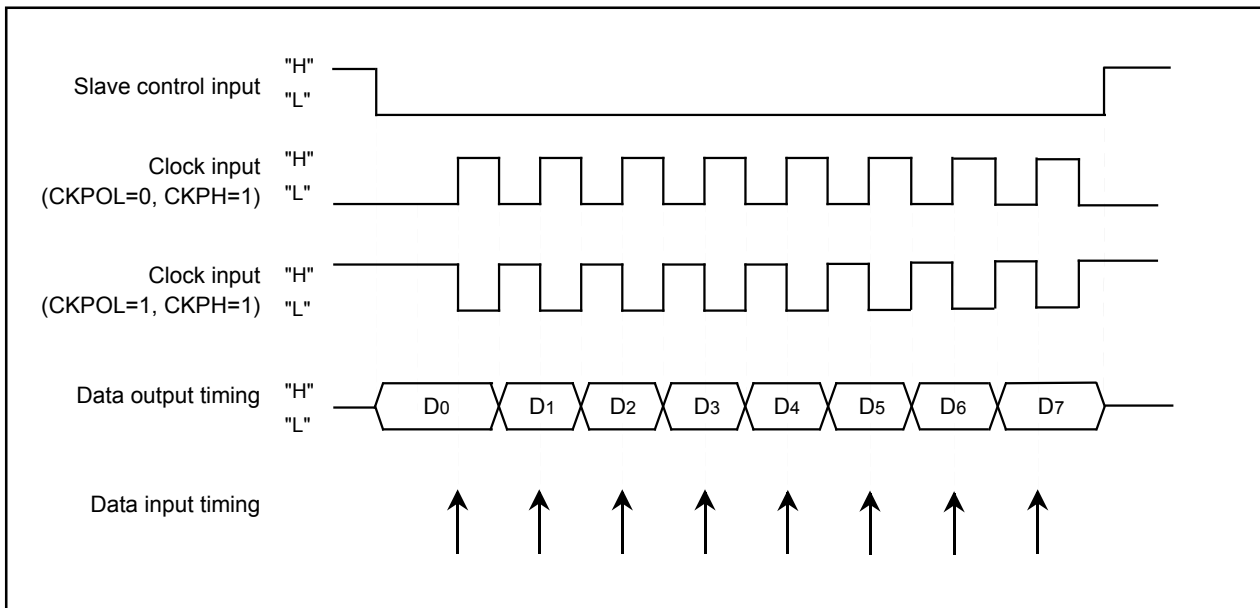 Slave control input "H"
"L"
Clock input "H"
(CKPOL=0, CKPH=1) "L"
Clock input "H"
(CKPOL=1, CKPH=1) "L"
Data output timing "H"
"L"
D0 D1 D2 D3 D4 D5 D6 D7
Data input timing